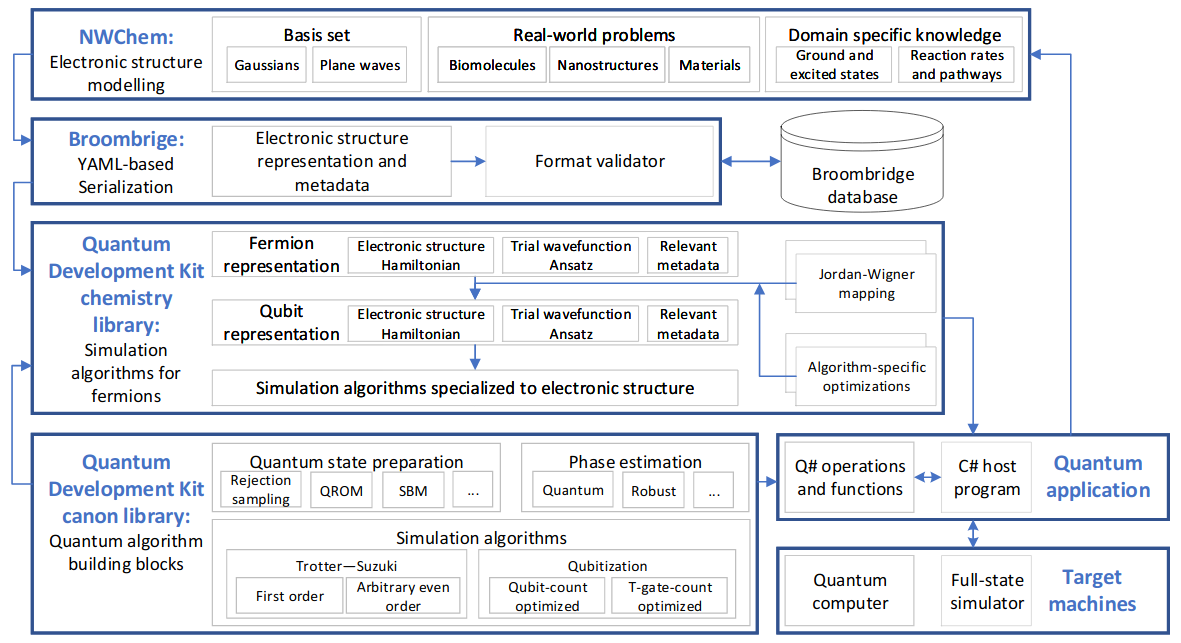 NWChem:
Electronic structure
modelling
Basis set
Gaussians
Plane waves
Real-world problems
Biomolecules
Nanostructures
Materials
Domain specific knowledge
Ground and
excited states
Reaction rates
and pathways
Broombrige:
YAML-based
Serialization
Electronic structure
representation and
metadata
Format validator
Broombridge
database
Quantum
Development Kit
chemistry
library:
Simulation
algorithms for
fermions
Fermion
representation
Electronic structure
Hamiltonian
Trial wavefunction
Ansatz
Relevant
metadata
Qubit
representation
Electronic structure
Hamiltonian
Trial wavefunction
Ansatz
Relevant
metadata
Simulation algorithms specialized to electronic structure
Jordan-Wigner
mapping
Algorithm-specific
optimizations
Quantum
Development Kit
canon library:
Quantum algorithm
building blocks
Quantum state preparation
Rejection
sampling
QROM
SBM
...
Phase estimation
Quantum
Robust
...
Simulation algorithms
Trotter—Suzuki
First order
Arbitrary even
order
Qubitization
Qubit-count
optimized
T-gate-count
optimized
Q# operations
and functions
C# host
program
Quantum
application
Quantum
computer
Full-state
simulator
Target
machines